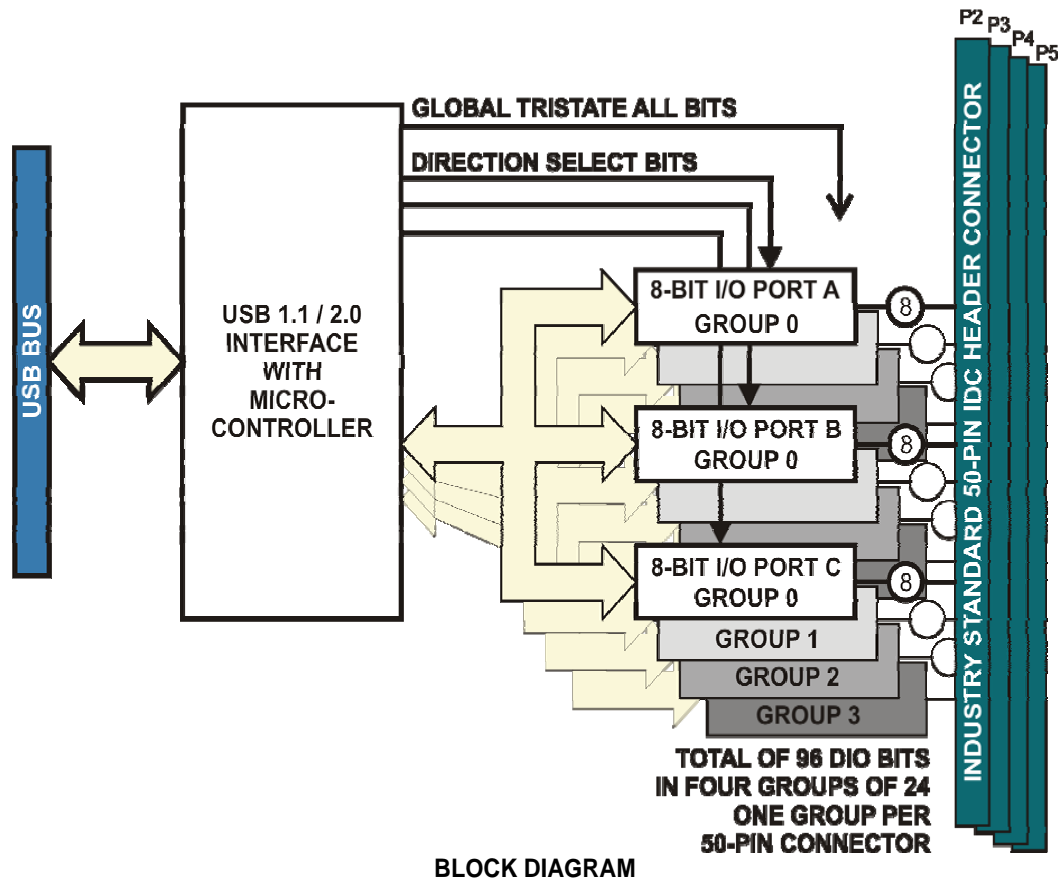 P2
P3
P4
P5
GLOBAL TRISTATE ALL BITS
DIRECTION SELECT BITS
USB BUS
USB 1.1 / 2.0
INTERFACE
WITH
MICRO-
CONTROLLER
8-BIT I/O PORT A
GROUP 0
8
8-BIT I/O PORT B
GROUP 0
8
8-BIT I/O PORT C
GROUP 0
8
GROUP 1
GROUP 2
GROUP 3
INDUSTRY STANDARD 50-PIN IDC HEADER CONNECTOR
TOTAL OF 96 DIO BITS
IN FOUR GROUPS OF 24
ONE GROUP PER
50-PIN CONNECTOR
BLOCK DIAGRAM